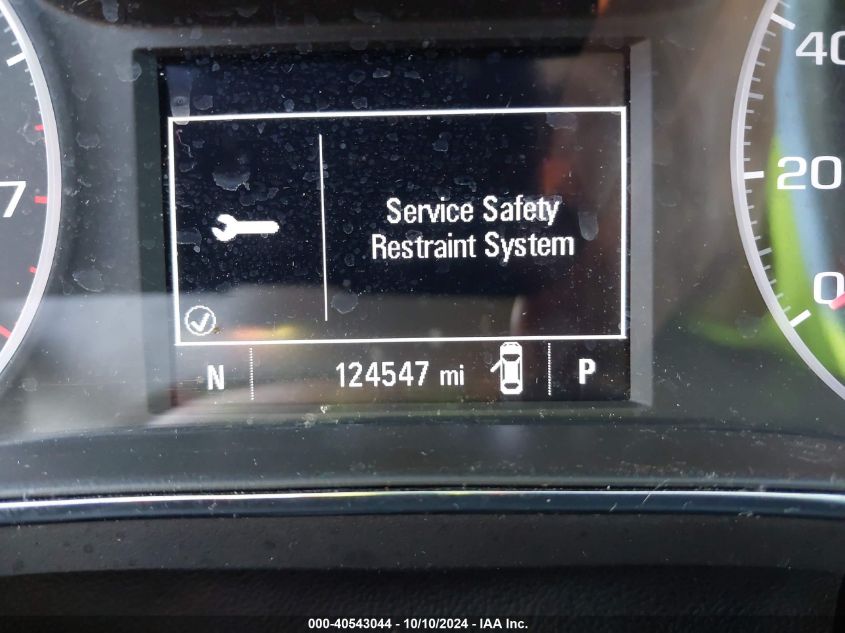 7
40
20
0
Service Safety
Restraint System
N
124547 mi
P
000-40543044 - 10/10/2024 - IAA Inc.